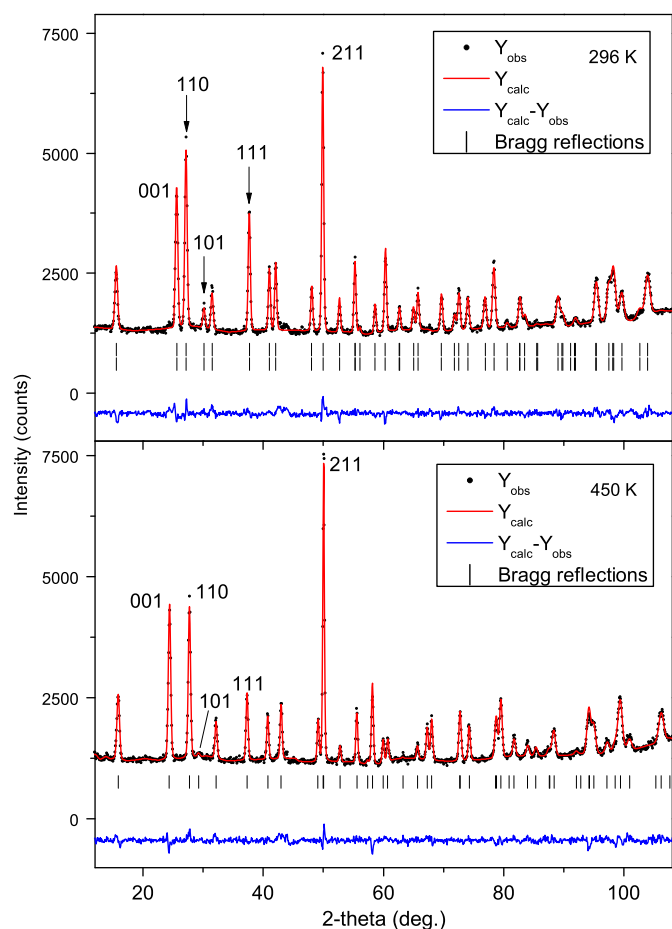 7500
5000
2500
0
110
001
101
111
211
Y_obs
296 K
Y_calc
Y_calc-Y_obs
Bragg reflections
Intensity (counts)
7500
5000
2500
0
001
110
101
111
211
Y_obs
450 K
Y_calc
Y_calc-Y_obs
Bragg reflections
20 40 60 80 100
2-theta (deg.)